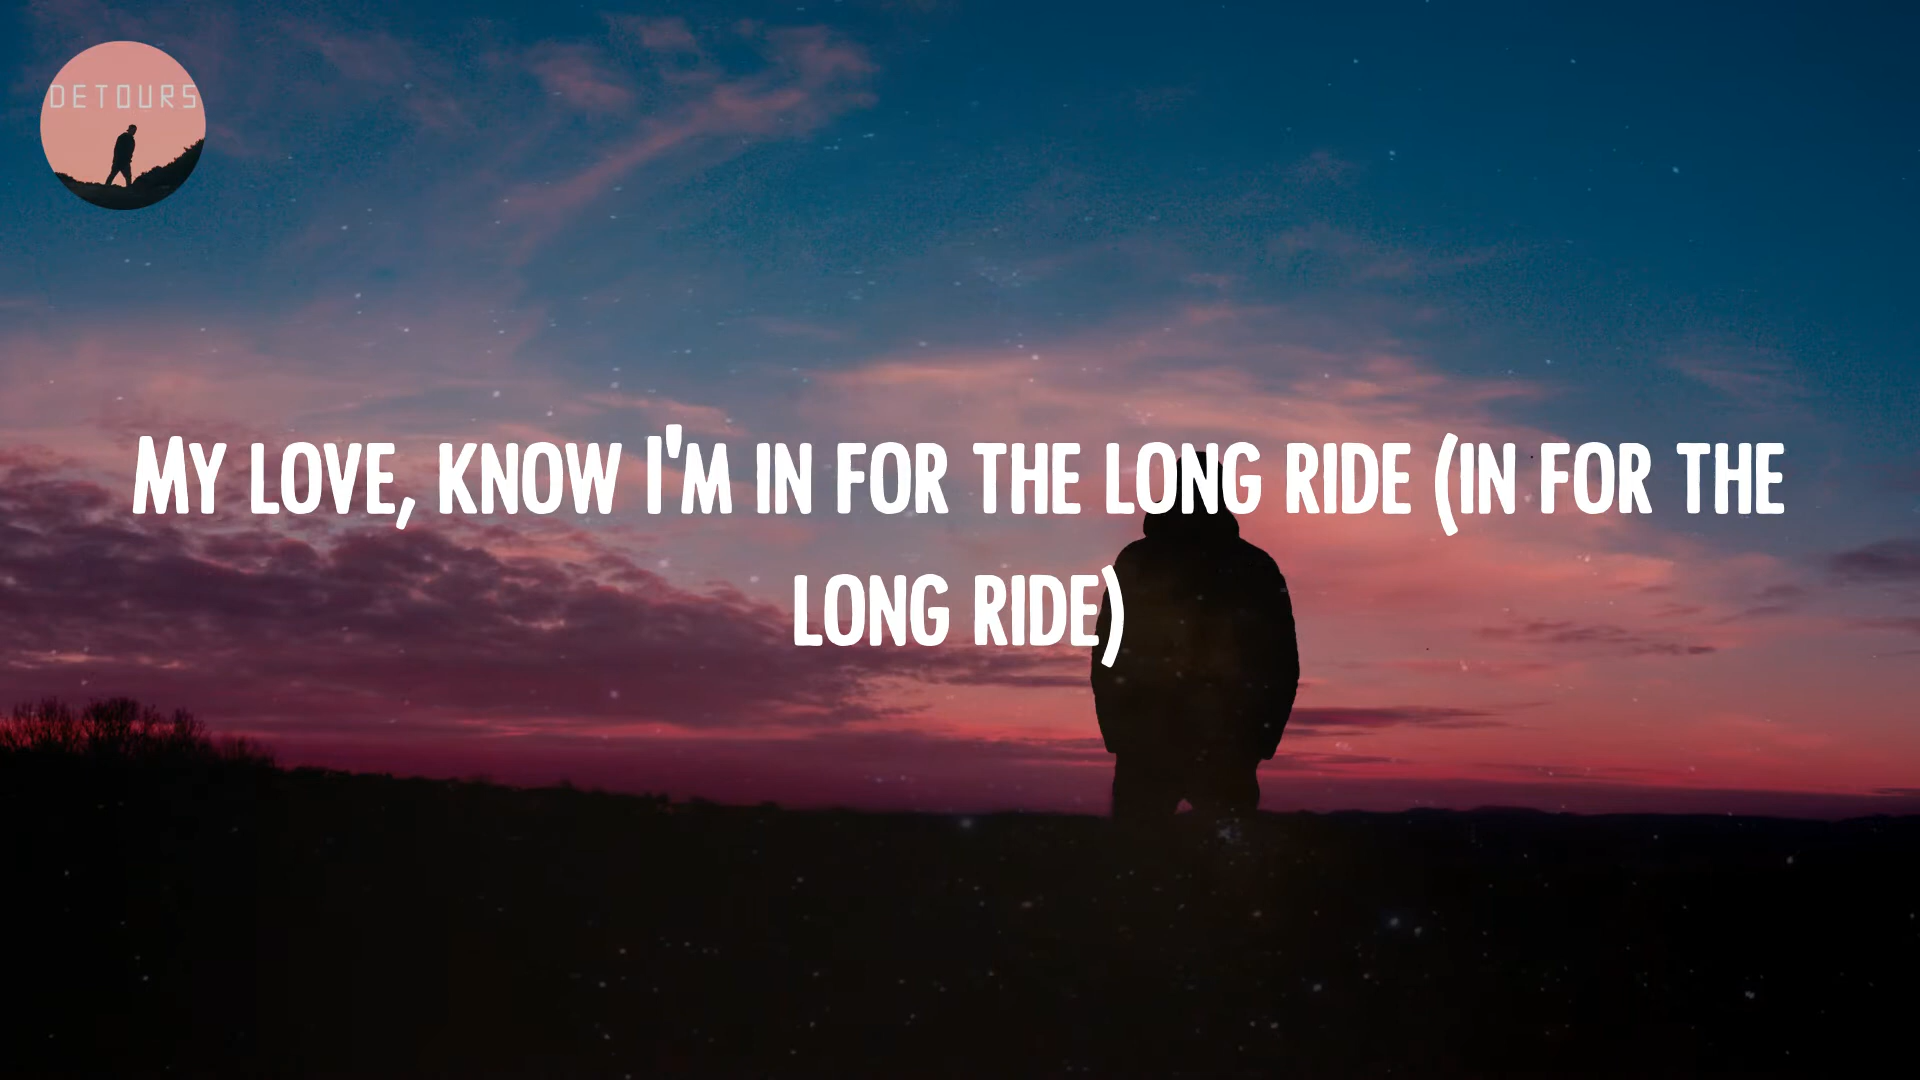 DETOURS
My love, know I'm in for the long ride (in for the
long ride)